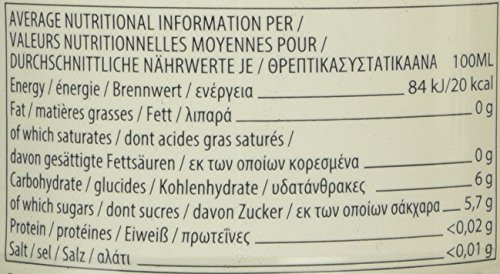 AVERAGE NUTRITIONAL INFORMATION PER /
VALEURS NUTRITIONNELLES MOYENNES POUR /
DURCHSCHNITTLICHE NÄHRWERTE JE / ΘΡΕΠΤΙΚΑΣΥΣΤΑΤΙΚΑΑΝΑ 100ML
Energy / énergie / Brennwert / ενέργεια 84 kJ/20 kcal
Fat / matières grasses / Fett / λιπαρά 0 g
of which saturates / dont acides gras saturés /
davon gesättigte Fettsäuren / εκ των οποίων κορεσμένα 0 g
Carbohydrate / glucides / Kohlenhydrate / υδατάνθρακες 6 g
of which sugars / dont sucres / davon Zucker / εκ των οποίων σάκχαρα 5,7 g
Protein / protéines / Eiweiß / πρωτεΐνες <0,02 g
Salt / sel / Salz / αλάτι <0,01 g